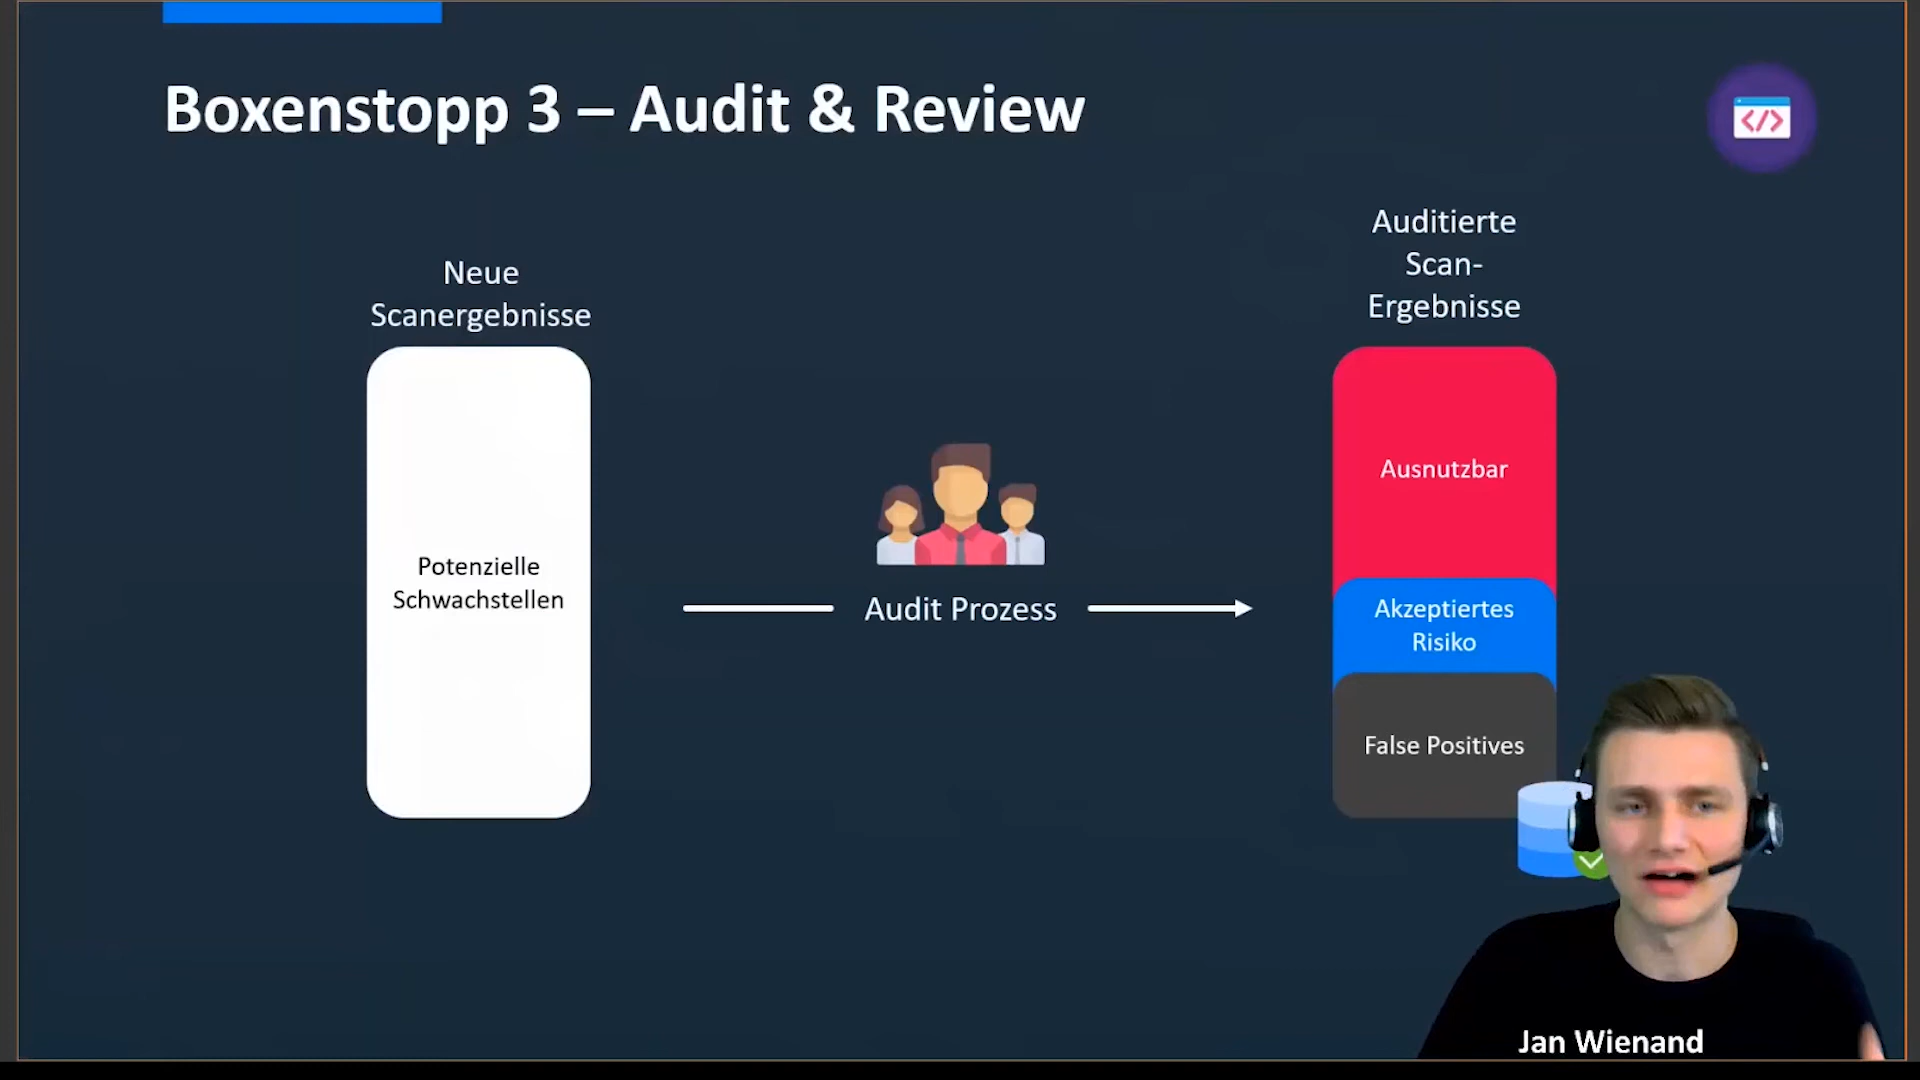 Boxenstopp 3 – Audit & Review
</>
Neue
Scanergebnisse
Potenzielle
Schwachstellen
Audit Prozess
Auditierte
Scan-
Ergebnisse
Ausnutzbar
Akzeptiertes
Risiko
False Positives
Jan Wienand